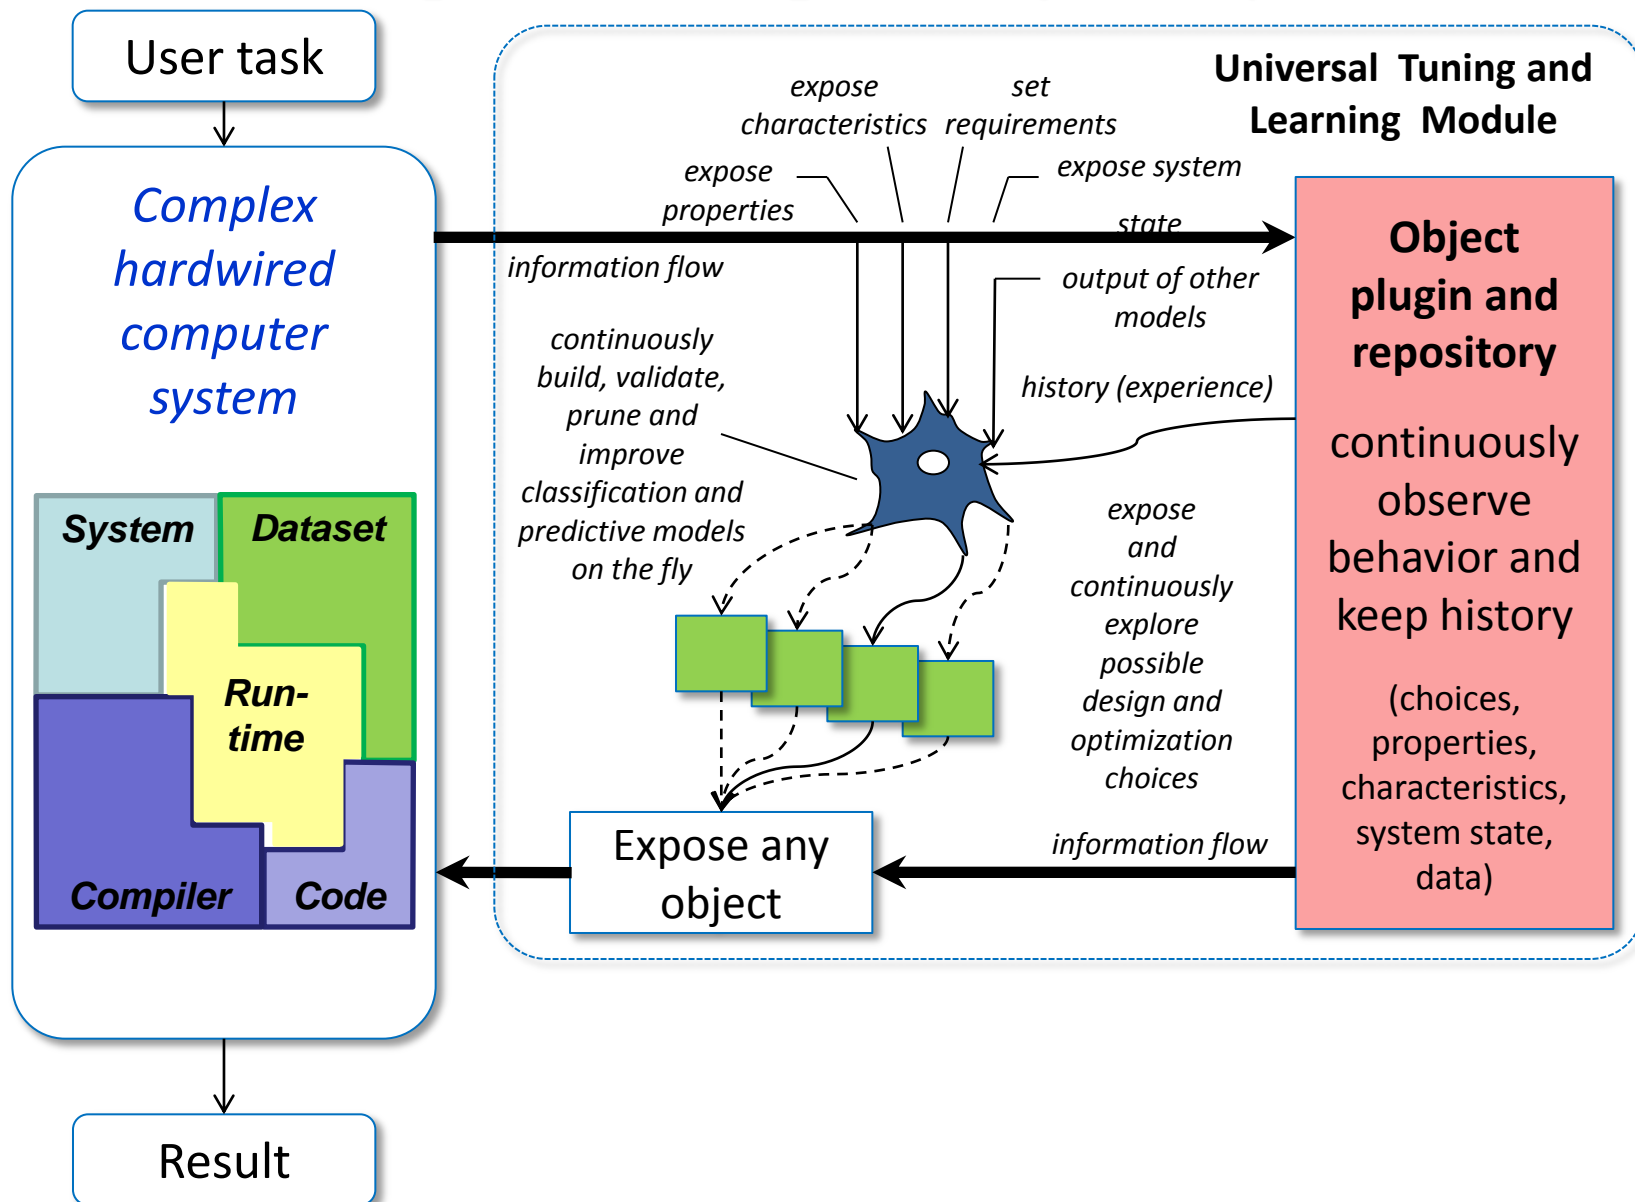 User task
Complex
hardwired
computer
system
System
Dataset
Run-
time
Compiler
Code
Result
Universal Tuning and
Learning Module
expose
characteristics
set
requirements
expose
properties
expose system
state
information flow
output of other
models
history (experience)
continuously
build, validate,
prune and
improve
classification and
predictive models
on the fly
expose
and
continuously
explore
possible
design and
optimization
choices
Expose any
object
information flow
Object
plugin and
repository
continuously
observe
behavior and
keep history
(choices,
properties,
characteristics,
system state,
data)